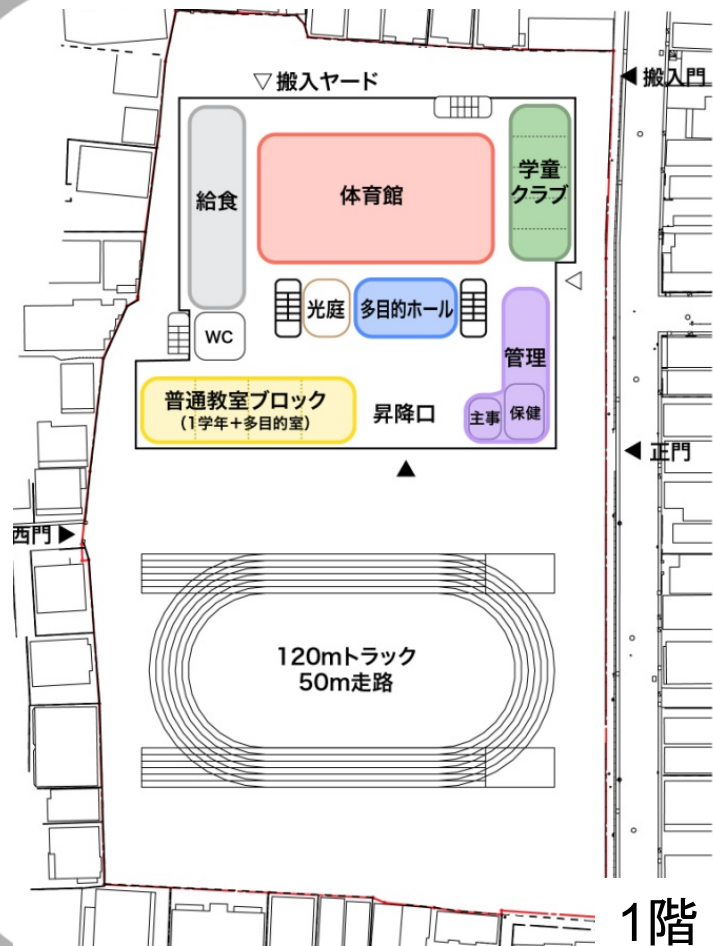 ▽搬入ヤード
◀搬入門
給食
体育館
学童
クラブ
光庭
多目的ホール
WC
管理
普通教室ブロック
(1学年+多目的室)
昇降口
主事
保健
◀正門
西門▶
120mトラック
50m走路
1階